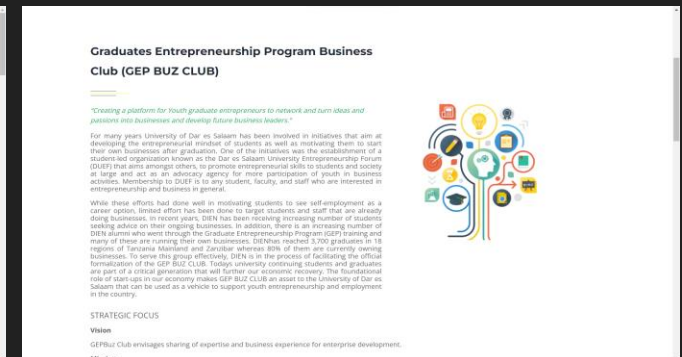 Graduates Entrepreneurship Program Business
Club (GEP BUZ CLUB)
"Creating a platform for Youth graduate entrepreneurs to network and turn ideas and
passions into businesses and develop future business leaders."
For many years University of Dar es Salaam has been involved in initiatives that aim at
developing the entrepreneurial mindset of students as well as motivating them to start
their own businesses after graduation. One of the initiatives was the establishment of a
student-led organization known as the Dar es Salaam University Entrepreneurship Forum
(DUEF) that aims amongst others, to promote entrepreneurial skills to students and society
at large and act as an advocacy agency for more participation of youth in business
activities. Membership to DUEF is to any student, faculty, and staff who are interested in
entrepreneurship and business in general.
While these efforts had done well in motivating students to see self-employment as a
career option, limited effort has been done to target students and staff that are already
doing businesses. In recent years, DIEN has been receiving increasing number of students
seeking advice on their ongoing businesses. In addition, there is an increasing number of
DIEN alumni who went through the Graduate Entrepreneurship Program (GEP) training and
many of these are running their own businesses. DIENhas reached 3,700 graduates in 18
regions of Tanzania Mainland and Zanzibar whereas 80% of them are currently owning
businesses. To serve this group effectively, DIEN is in the process of facilitating the official
formalization of the GEP BUZ CLUB. Todays university continuing students and graduates
are part of a critical generation that will further our economic recovery. The foundational
role of start-ups in our economy makes GEP BUZ CLUB an asset to the University of Dar es
Salaam that can be used as a vehicle to support youth entrepreneurship and employment
in the country.
STRATEGIC FOCUS
Vision
GEPBuz Club envisages sharing of expertise and business experience for enterprise development.